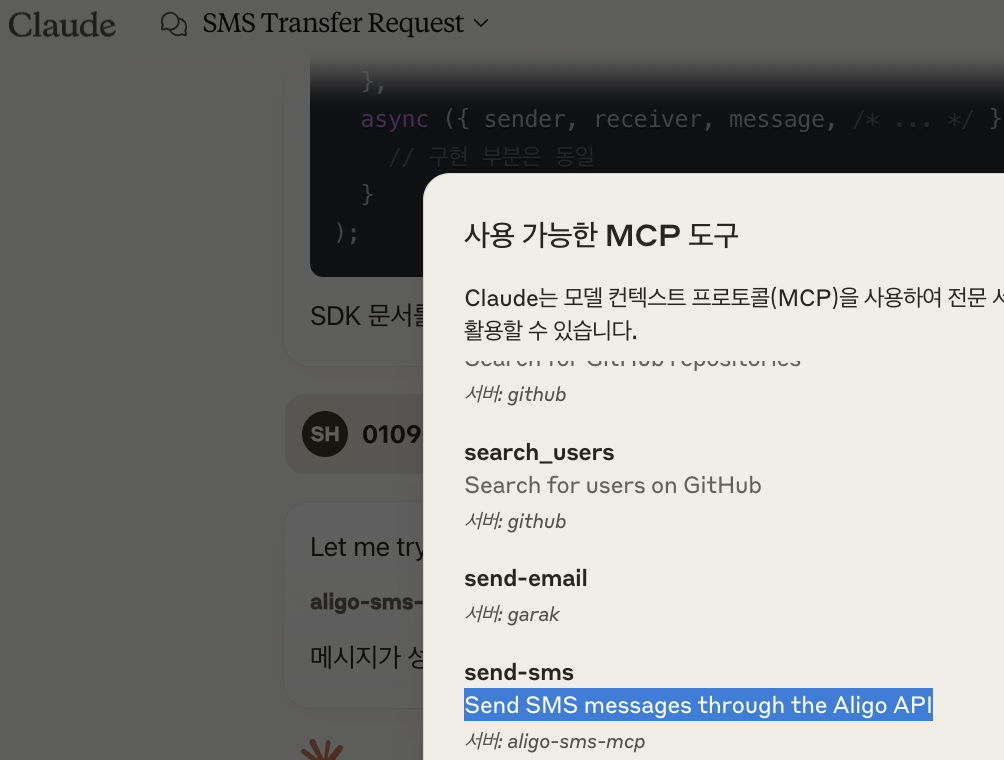 Claude
SMS Transfer Request
},
async ({ sender, receiver, message, /* ... */ }
// 구현 부분은 동일
}
);
SDK 문서를
SH 0109
Let me try
aligo-sms-
메시지가 성
사용 가능한 MCP 도구
Claude는 모델 컨텍스트 프로토콜(MCP)을 사용하여 전문 서
활용할 수 있습니다.
Search for GitHub repositories
서버: github
search_users
Search for users on GitHub
서버: github
send-email
서버: garak
send-sms
Send SMS messages through the Aligo API
서버: aligo-sms-mcp